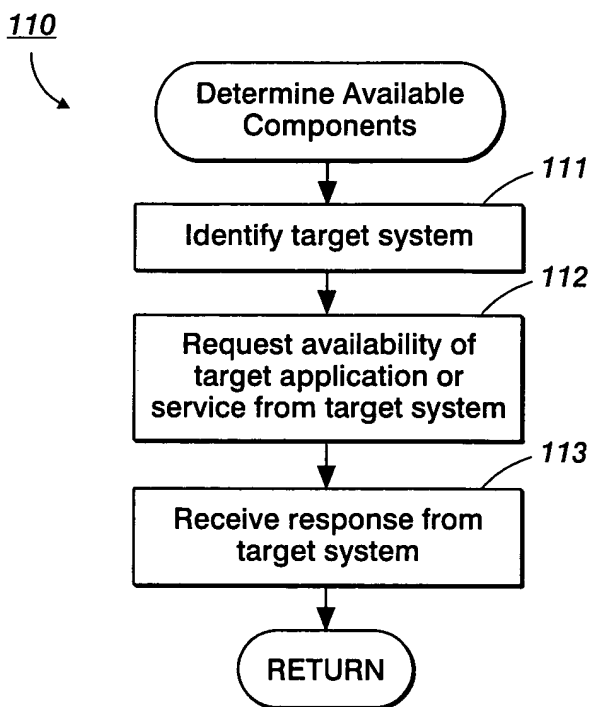 110
Determine Available
Components
111
Identify target system
112
Request availability of
target application or
service from target system
113
Receive response from
target system
RETURN